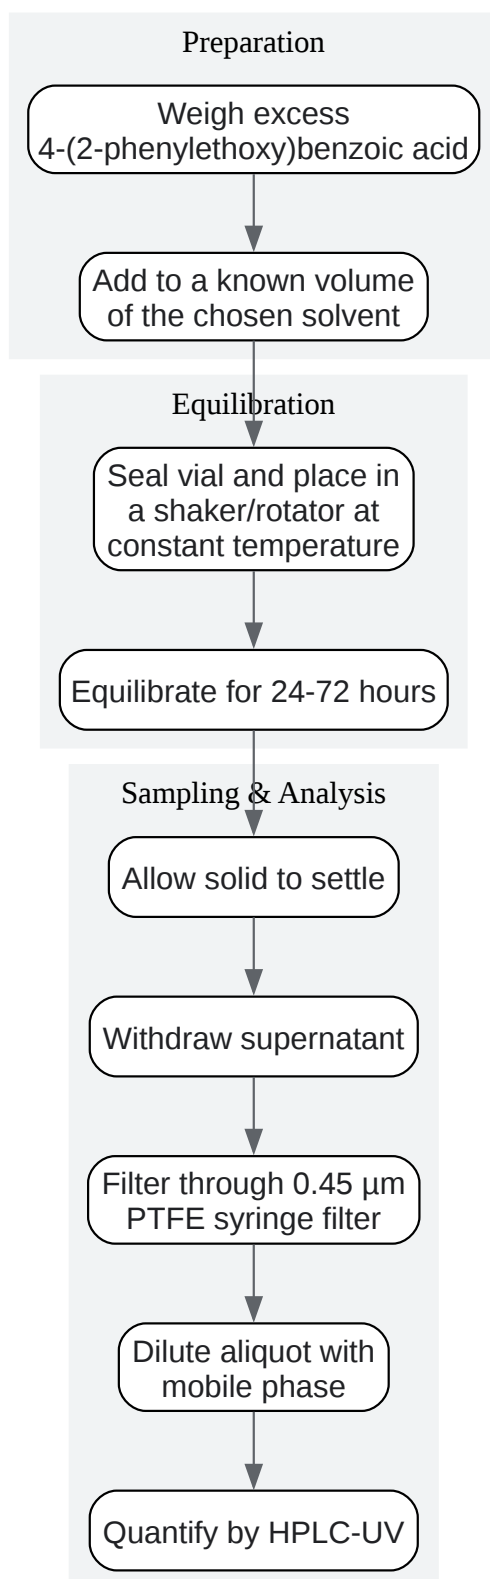 Preparation
Weigh excess
4-(2-phenylethoxy)benzoic acid
Add to a known volume
of the chosen solvent
Equilibration
Seal vial and place in
a shaker/rotator at
constant temperature
Equilibrate for 24-72 hours
Sampling & Analysis
Allow solid to settle
Withdraw supernatant
Filter through 0.45 µm
PTFE syringe filter
Dilute aliquot with
mobile phase
Quantify by HPLC-UV